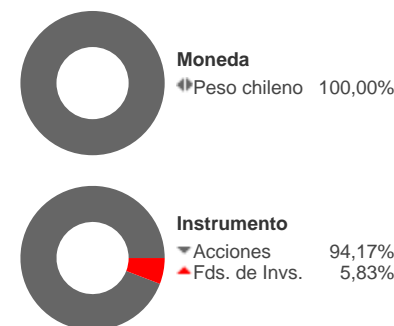 Moneda
Peso chileno 100,00%
Instrumento
Acciones 94,17%
Fds. de Invs. 5,83%